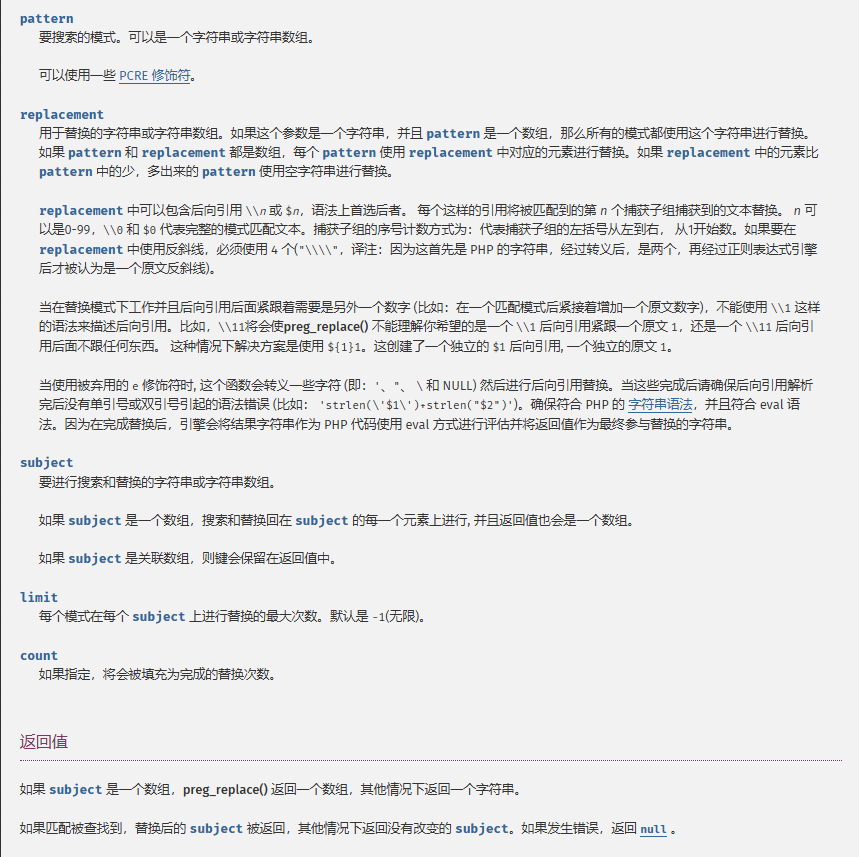 pattern
要搜索的模式。可以是一个字符串或字符串数组。
可以使用一些 PCRE 修饰符。
replacement
用于替换的字符串或字符串数组。如果这个参数是一个字符串，并且 pattern 是一个数组，那么所有的模式都使用这个字符串进行替换。
如果 pattern 和 replacement 都是数组，每个 pattern 使用 replacement 中对应的元素进行替换。如果 replacement 中的元素比
pattern 中的少，多出来的 pattern 使用空字符串进行替换。
replacement 中可以包含后向引用 \\n 或 $n，语法上首选后者。 每个这样的引用将被匹配到的第 n 个捕获子组捕获到的文本替换。 n 可
以是0-99，\\0 和 $0 代表完整的模式匹配文本。捕获子组的序号计数方式为：代表捕获子组的左括号从左到右， 从1开始数。如果要在
replacement 中使用反斜线，必须使用 4 个("\\\\"，译注：因为这首先是 PHP 的字符串，经过转义后，是两个，再经过正则表达式引擎
后才被认为是一个原文反斜线)。
当在替换模式下工作并且后向引用后面紧跟着需要是另外一个数字 (比如：在一个匹配模式后紧接着增加一个原文数字)，不能使用 \\1 这样
的语法来描述后向引用。比如，\\11将会使preg_replace() 不能理解你希望的是一个 \\1 后向引用紧跟一个原文 1，还是一个 \\11 后向引
用后面不跟任何东西。 这种情况下解决方案是使用 ${1}1。这创建了一个独立的 $1 后向引用, 一个独立的原文 1。
当使用被弃用的 e 修饰符时, 这个函数会转义一些字符 (即：'、"、 \ 和 NULL) 然后进行后向引用替换。当这些完成后请确保后向引用解析
完后没有单引号或双引号引起的语法错误 (比如： 'strlen(\'$1\')+strlen("$2")')。确保符合 PHP 的 字符串语法，并且符合 eval 语
法。因为在完成替换后，引擎会将结果字符串作为 PHP 代码使用 eval 方式进行评估并将返回值作为最终参与替换的字符串。
subject
要进行搜索和替换的字符串或字符串数组。
如果 subject 是一个数组，搜索和替换回在 subject 的每一个元素上进行, 并且返回值也会是一个数组。
如果 subject 是关联数组，则键会保留在返回值中。
limit
每个模式在每个 subject 上进行替换的最大次数。默认是 -1(无限)。
count
如果指定，将会被填充为完成的替换次数。
返回值
如果 subject 是一个数组，preg_replace() 返回一个数组，其他情况下返回一个字符串。
如果匹配被查找到，替换后的 subject 被返回，其他情况下返回没有改变的 subject。如果发生错误，返回 null 。